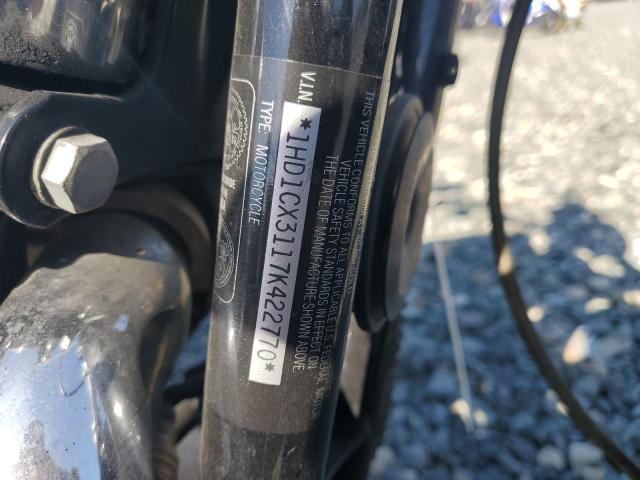 THIS VEHICLE CONFORMS TO ALL APPLICABLE U.S. FEDERAL MOTOR
VEHICLE SAFETY STANDARDS IN EFFECT ON
THE DATE OF MANUFACTURE SHOWN ABOVE.
V.I.N.
*1HD1CX3117K422770*
TYPE: MOTORCYCLE